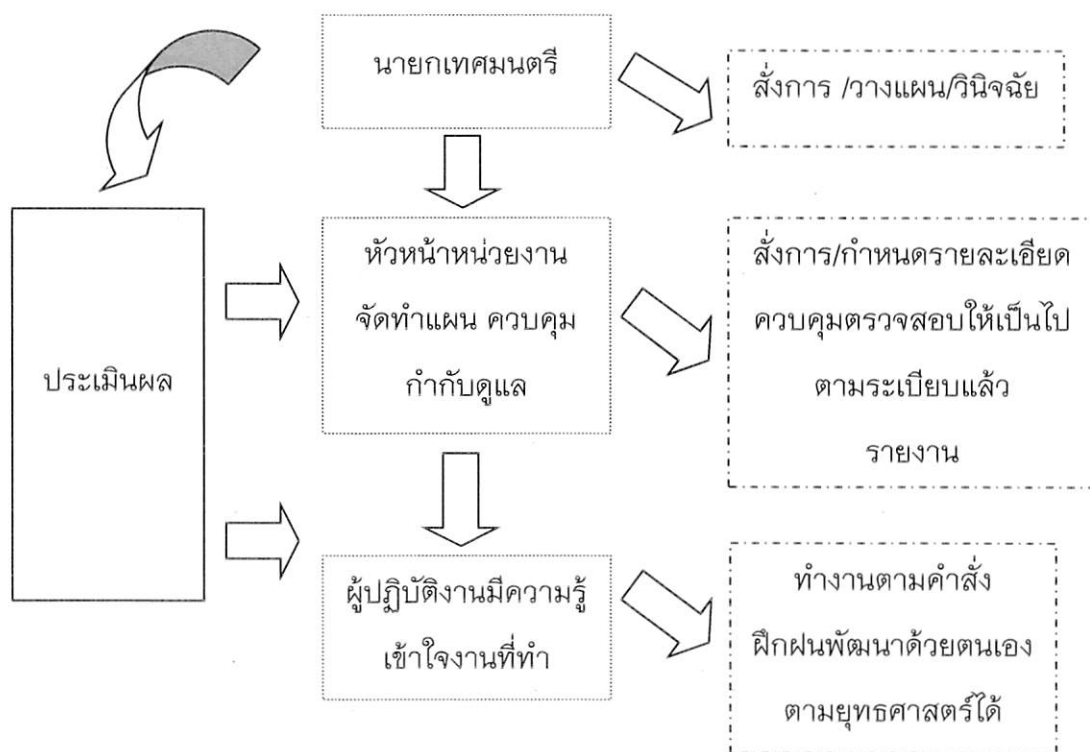 นายกเทศมนตรี
สั่งการ /วางแผน/วินิจฉัย
หัวหน้าหน่วยงาน
จัดทำแผน ควบคุม
กำกับดูแล
สั่งการ/กำหนดรายละเอียด
ควบคุมตรวจสอบให้เป็นไป
ตามระเบียบแล้ว
รายงาน
ประเมินผล
ผู้ปฏิบัติงานมีความรู้
เข้าใจงานที่ทำ
ทำงานตามคำสั่ง
ฝึกฝนพัฒนาด้วยตนเอง
ตามยุทธศาสตร์ได้